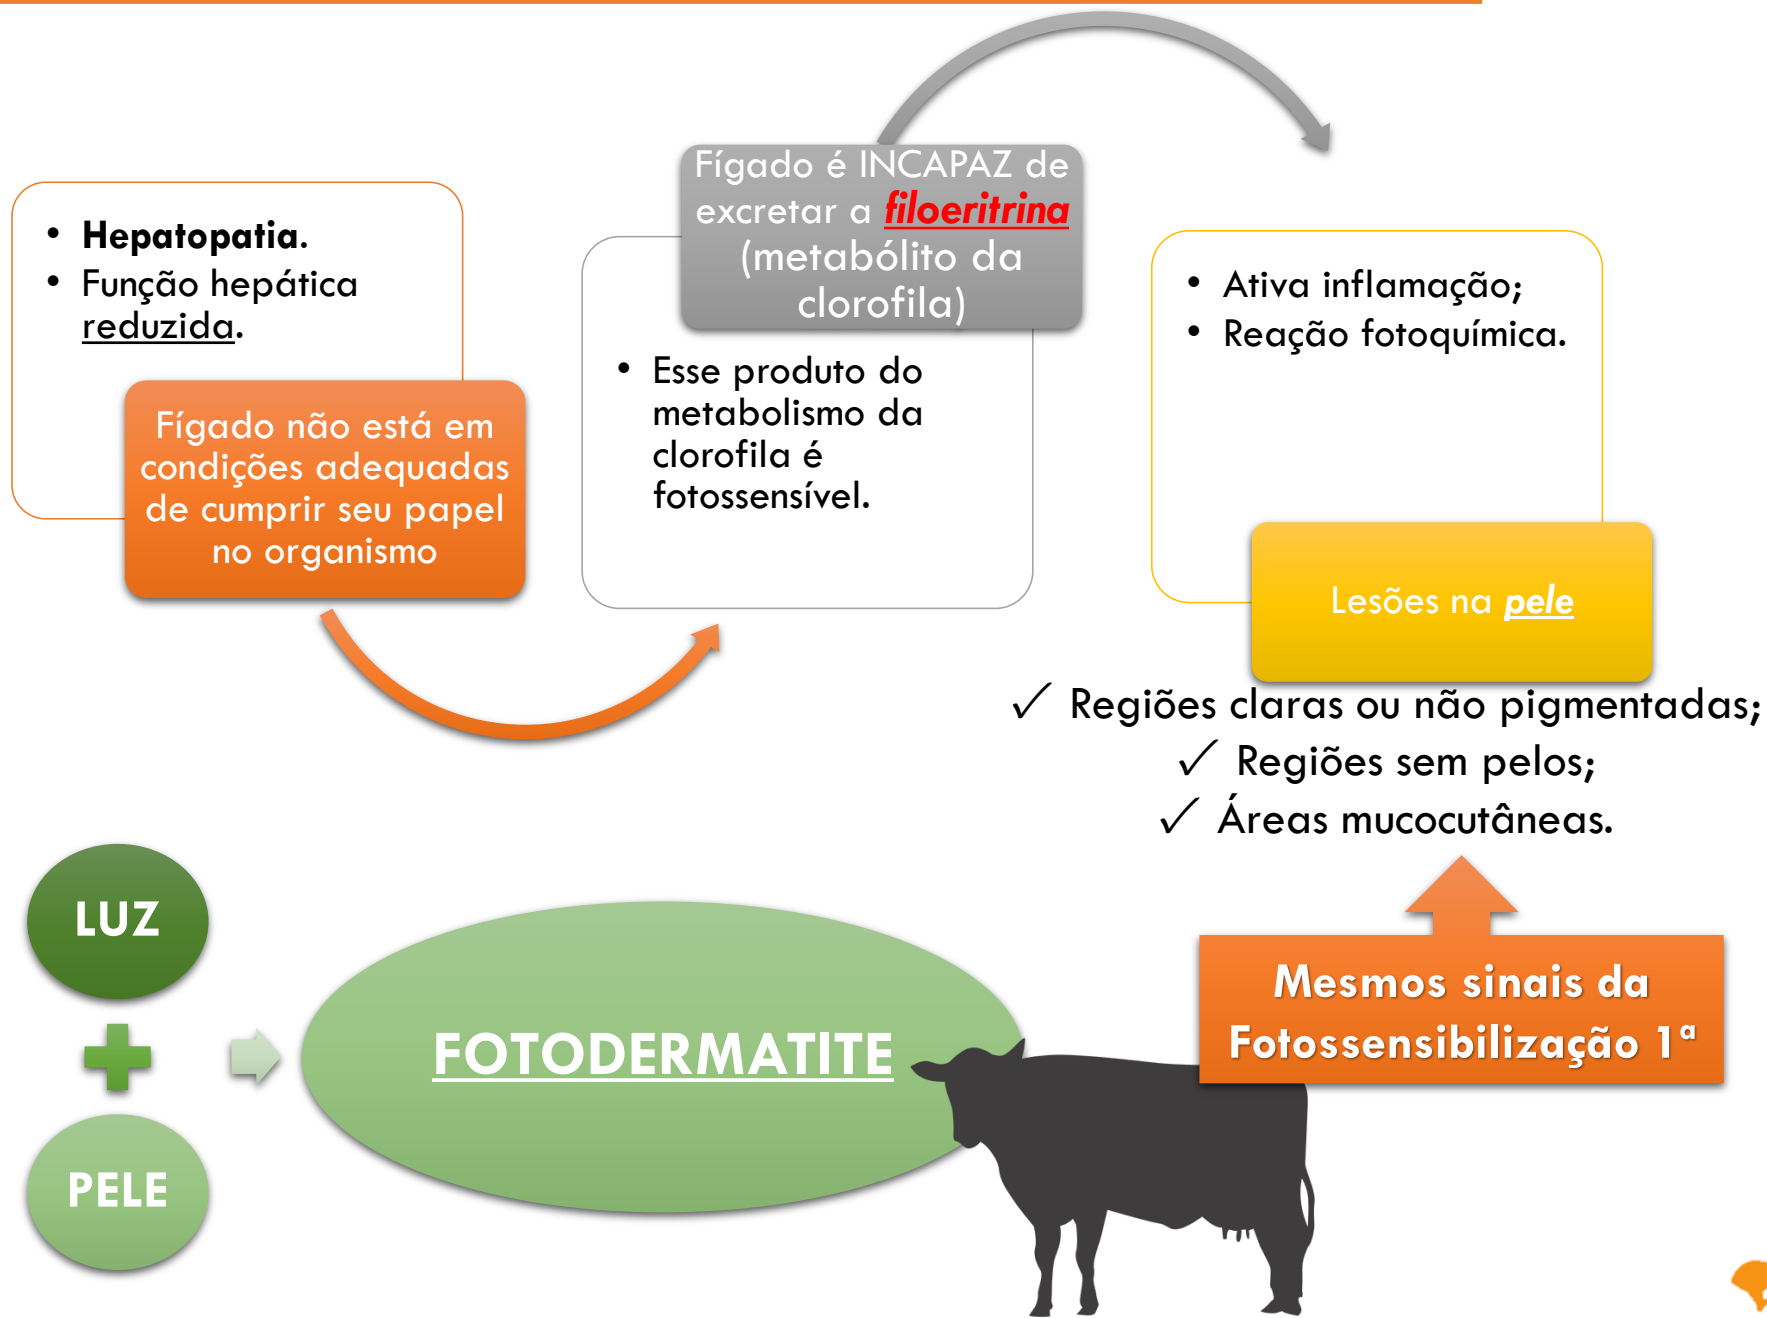 • Hepatopatia.
• Função hepática
reduzida.
Fígado não está em
condições adequadas
de cumprir seu papel
no organismo
Fígado é INCAPAZ de
excretar a filoeritrina
(metabólito da
clorofila)
• Esse produto do
metabolismo da
clorofila é
fotossensível.
• Ativa inflamação;
• Reação fotoquímica.
Lesões na pele
✓ Regiões claras ou não pigmentadas;
✓ Regiões sem pelos;
✓ Áreas mucocutâneas.
Mesmos sinais da
Fotossensibilização 1ª
LUZ
PELE
FOTODERMATITE